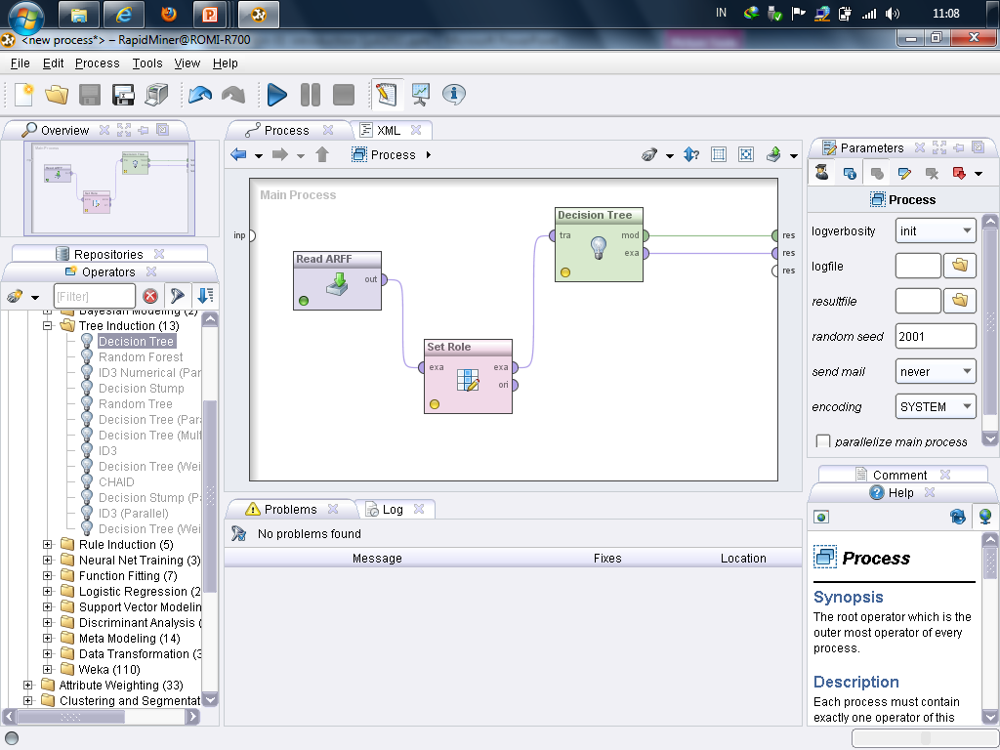 IN
11:08
<new process*> – RapidMiner@ROMI-R700
File Edit Process Tools View Help
Overview
Main Process
Repositories
Operators
[Filter]
Bayesian Modeling (2)
Tree Induction (13)
Decision Tree
Random Forest
ID3 Numerical (Par
Decision Stump
Random Tree
Decision Tree (Para
Decision Tree (Mult
ID3
Decision Tree (Wei
CHAID
Decision Stump (P
ID3 (Parallel)
Decision Tree (Wei
Rule Induction (5)
Neural Net Training (3)
Function Fitting (7)
Logistic Regression (2
Support Vector Modelin
Discriminant Analysis (
Meta Modeling (14)
Data Transformation (3
Weka (110)
Attribute Weighting (33)
Clustering and Segmentat
Process XML
Process
Main Process
inp
Read ARFF
out
Set Role
exa exa
ori
Decision Tree
tra mod
exa
res
res
res
Problems Log
No problems found
Message Fixes Location
Parameters
Process
logverbosity init
logfile
resultfile
random seed 2001
send mail never
encoding SYSTEM
parallelize main process
Comment
Help
Process
Synopsis
The root operator which is the
outer most operator of every
process.
Description
Each process must contain
exactly one operator of this